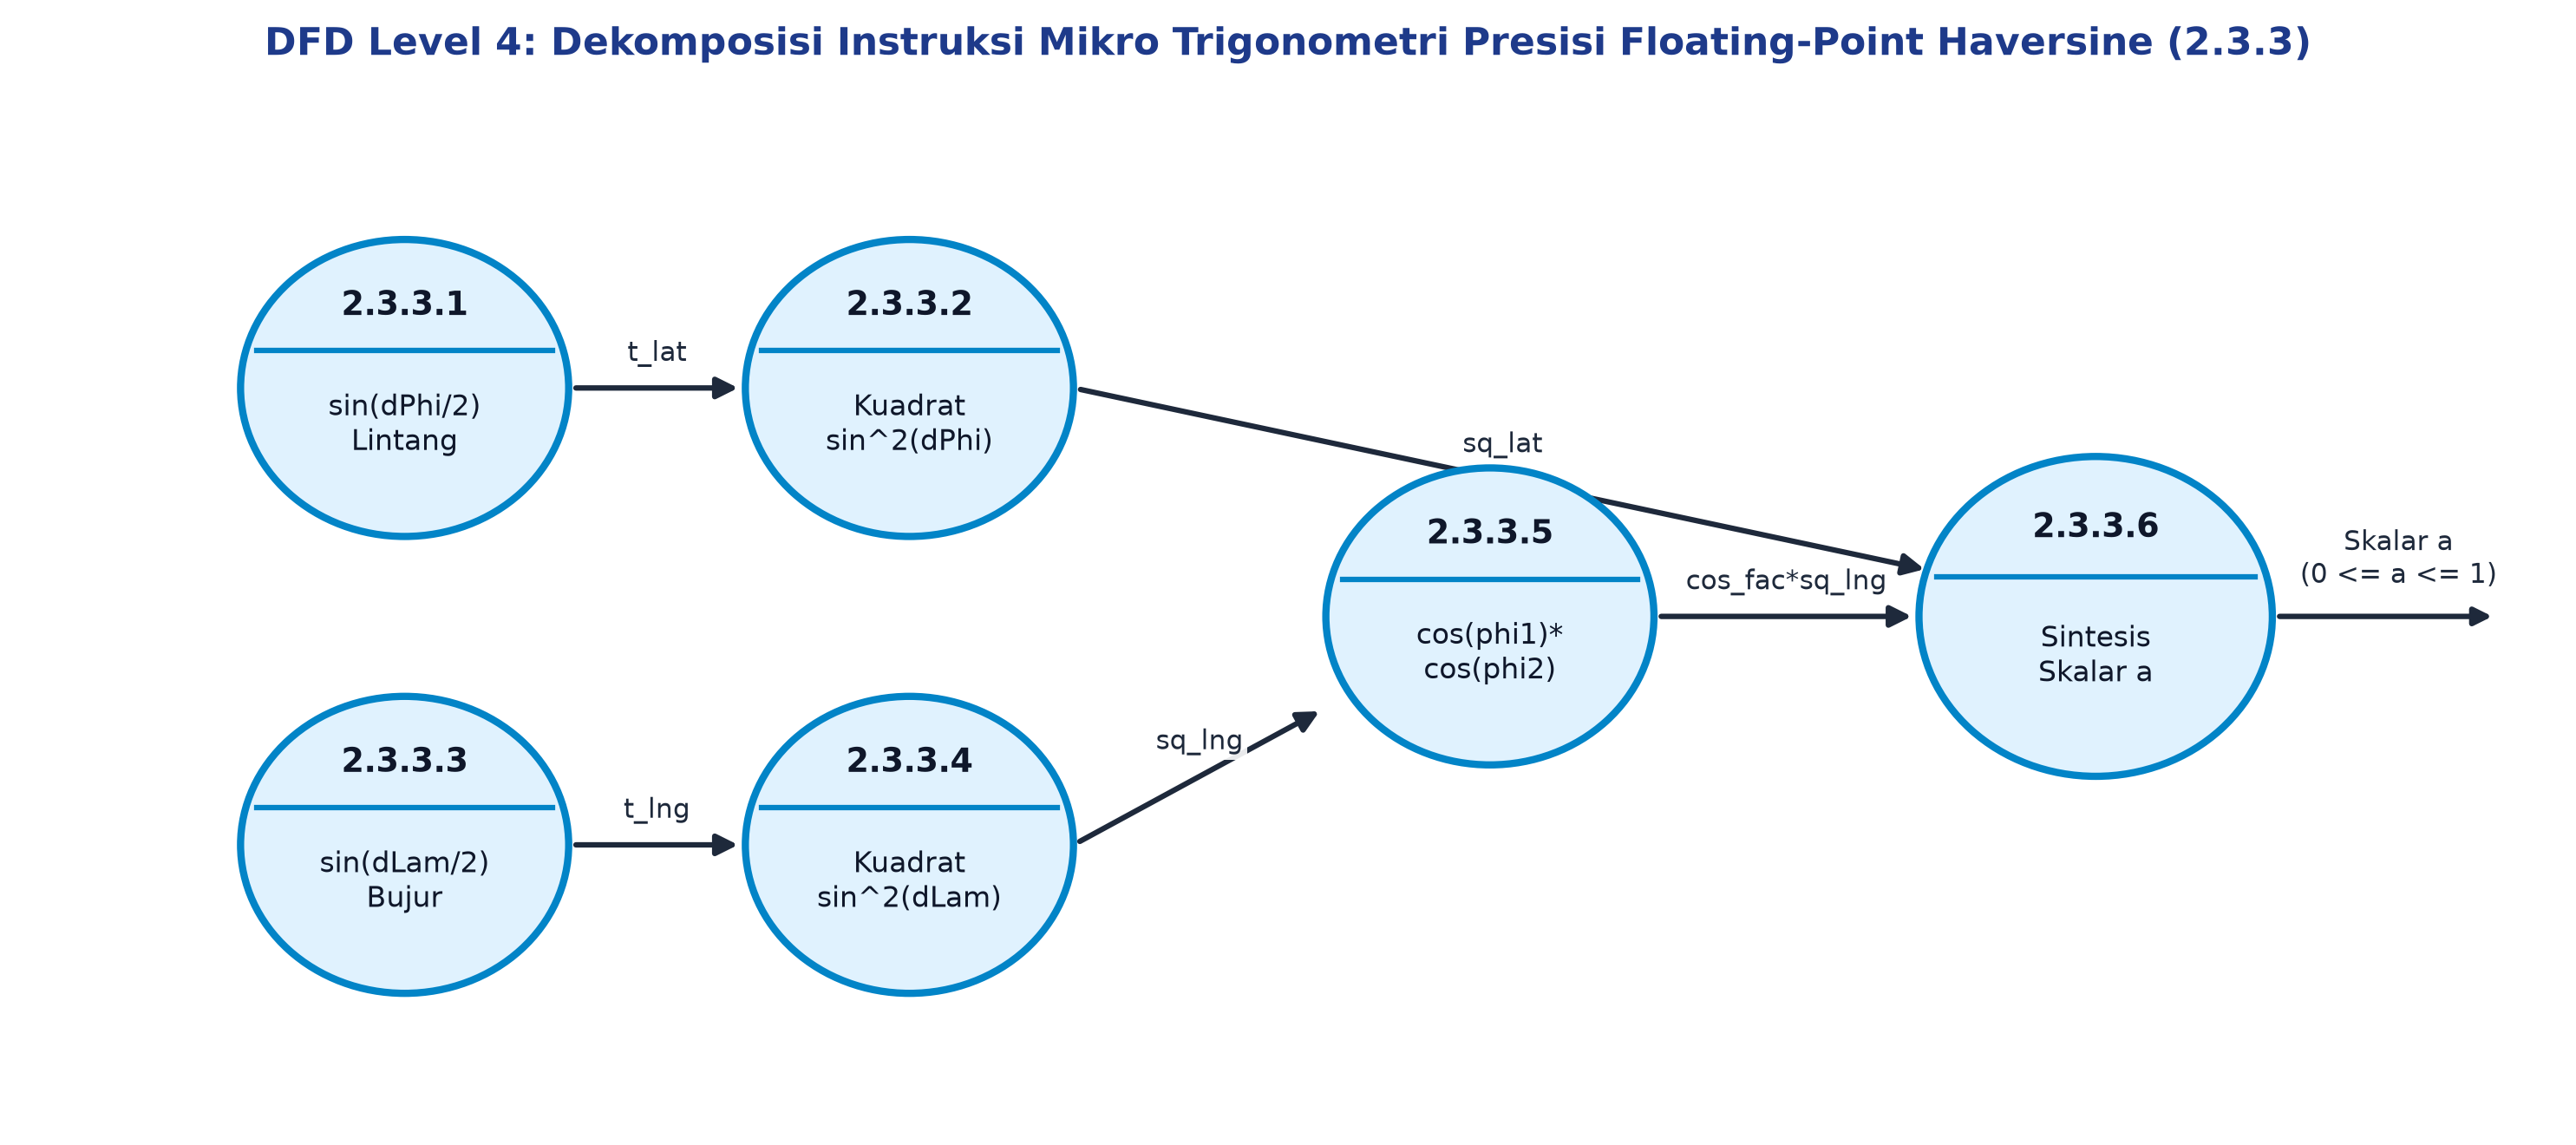 DFD Level 4: Dekomposisi Instruksi Mikro Trigonometri Presisi Floating-Point Haversine (2.3.3)
2.3.3.1
sin(dPhi/2)
Lintang
t_lat
2.3.3.2
Kuadrat
sin^2(dPhi)
sq_lat
2.3.3.3
sin(dLam/2)
Bujur
t_lng
2.3.3.4
Kuadrat
sin^2(dLam)
sq_lng
2.3.3.5
cos(phi1)*
cos(phi2)
cos_fac*sq_lng
2.3.3.6
Sintesis
Skalar a
Skalar a
(0 <= a <= 1)